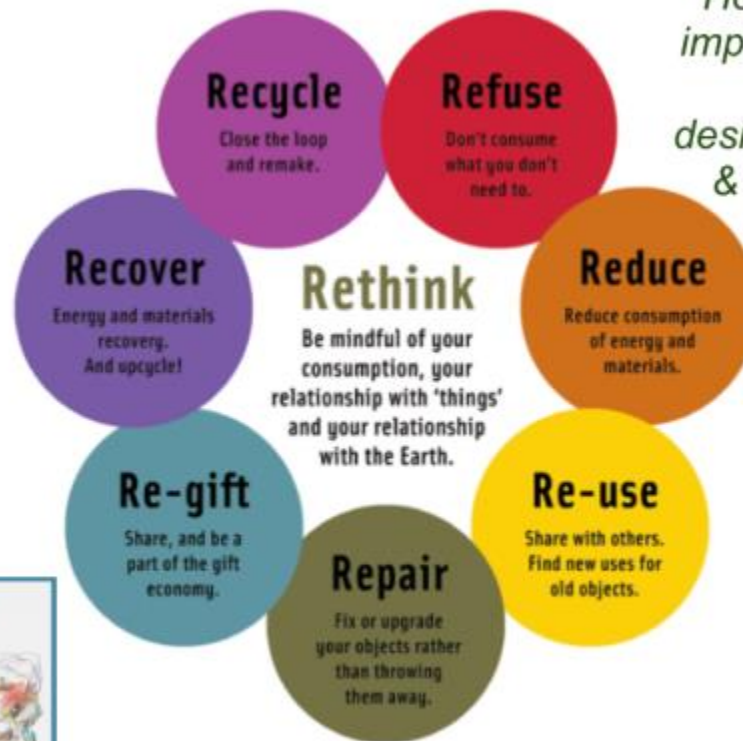 Recycle
Close the loop
and remake.
Refuse
Don't consume
what you don't
need to.
Recover
Energy and materials
recovery.
And upcycle!
Rethink
Be mindful of your
consumption, your
relationship with 'things'
and your relationship
with the Earth.
Reduce
Reduce consumption
of energy and
materials.
Re-gift
Share, and be a
part of the gift
economy.
Repair
Fix or upgrade
your objects rather
than throwing
them away.
Re-use
Share with others.
Find new uses for
old objects.
&